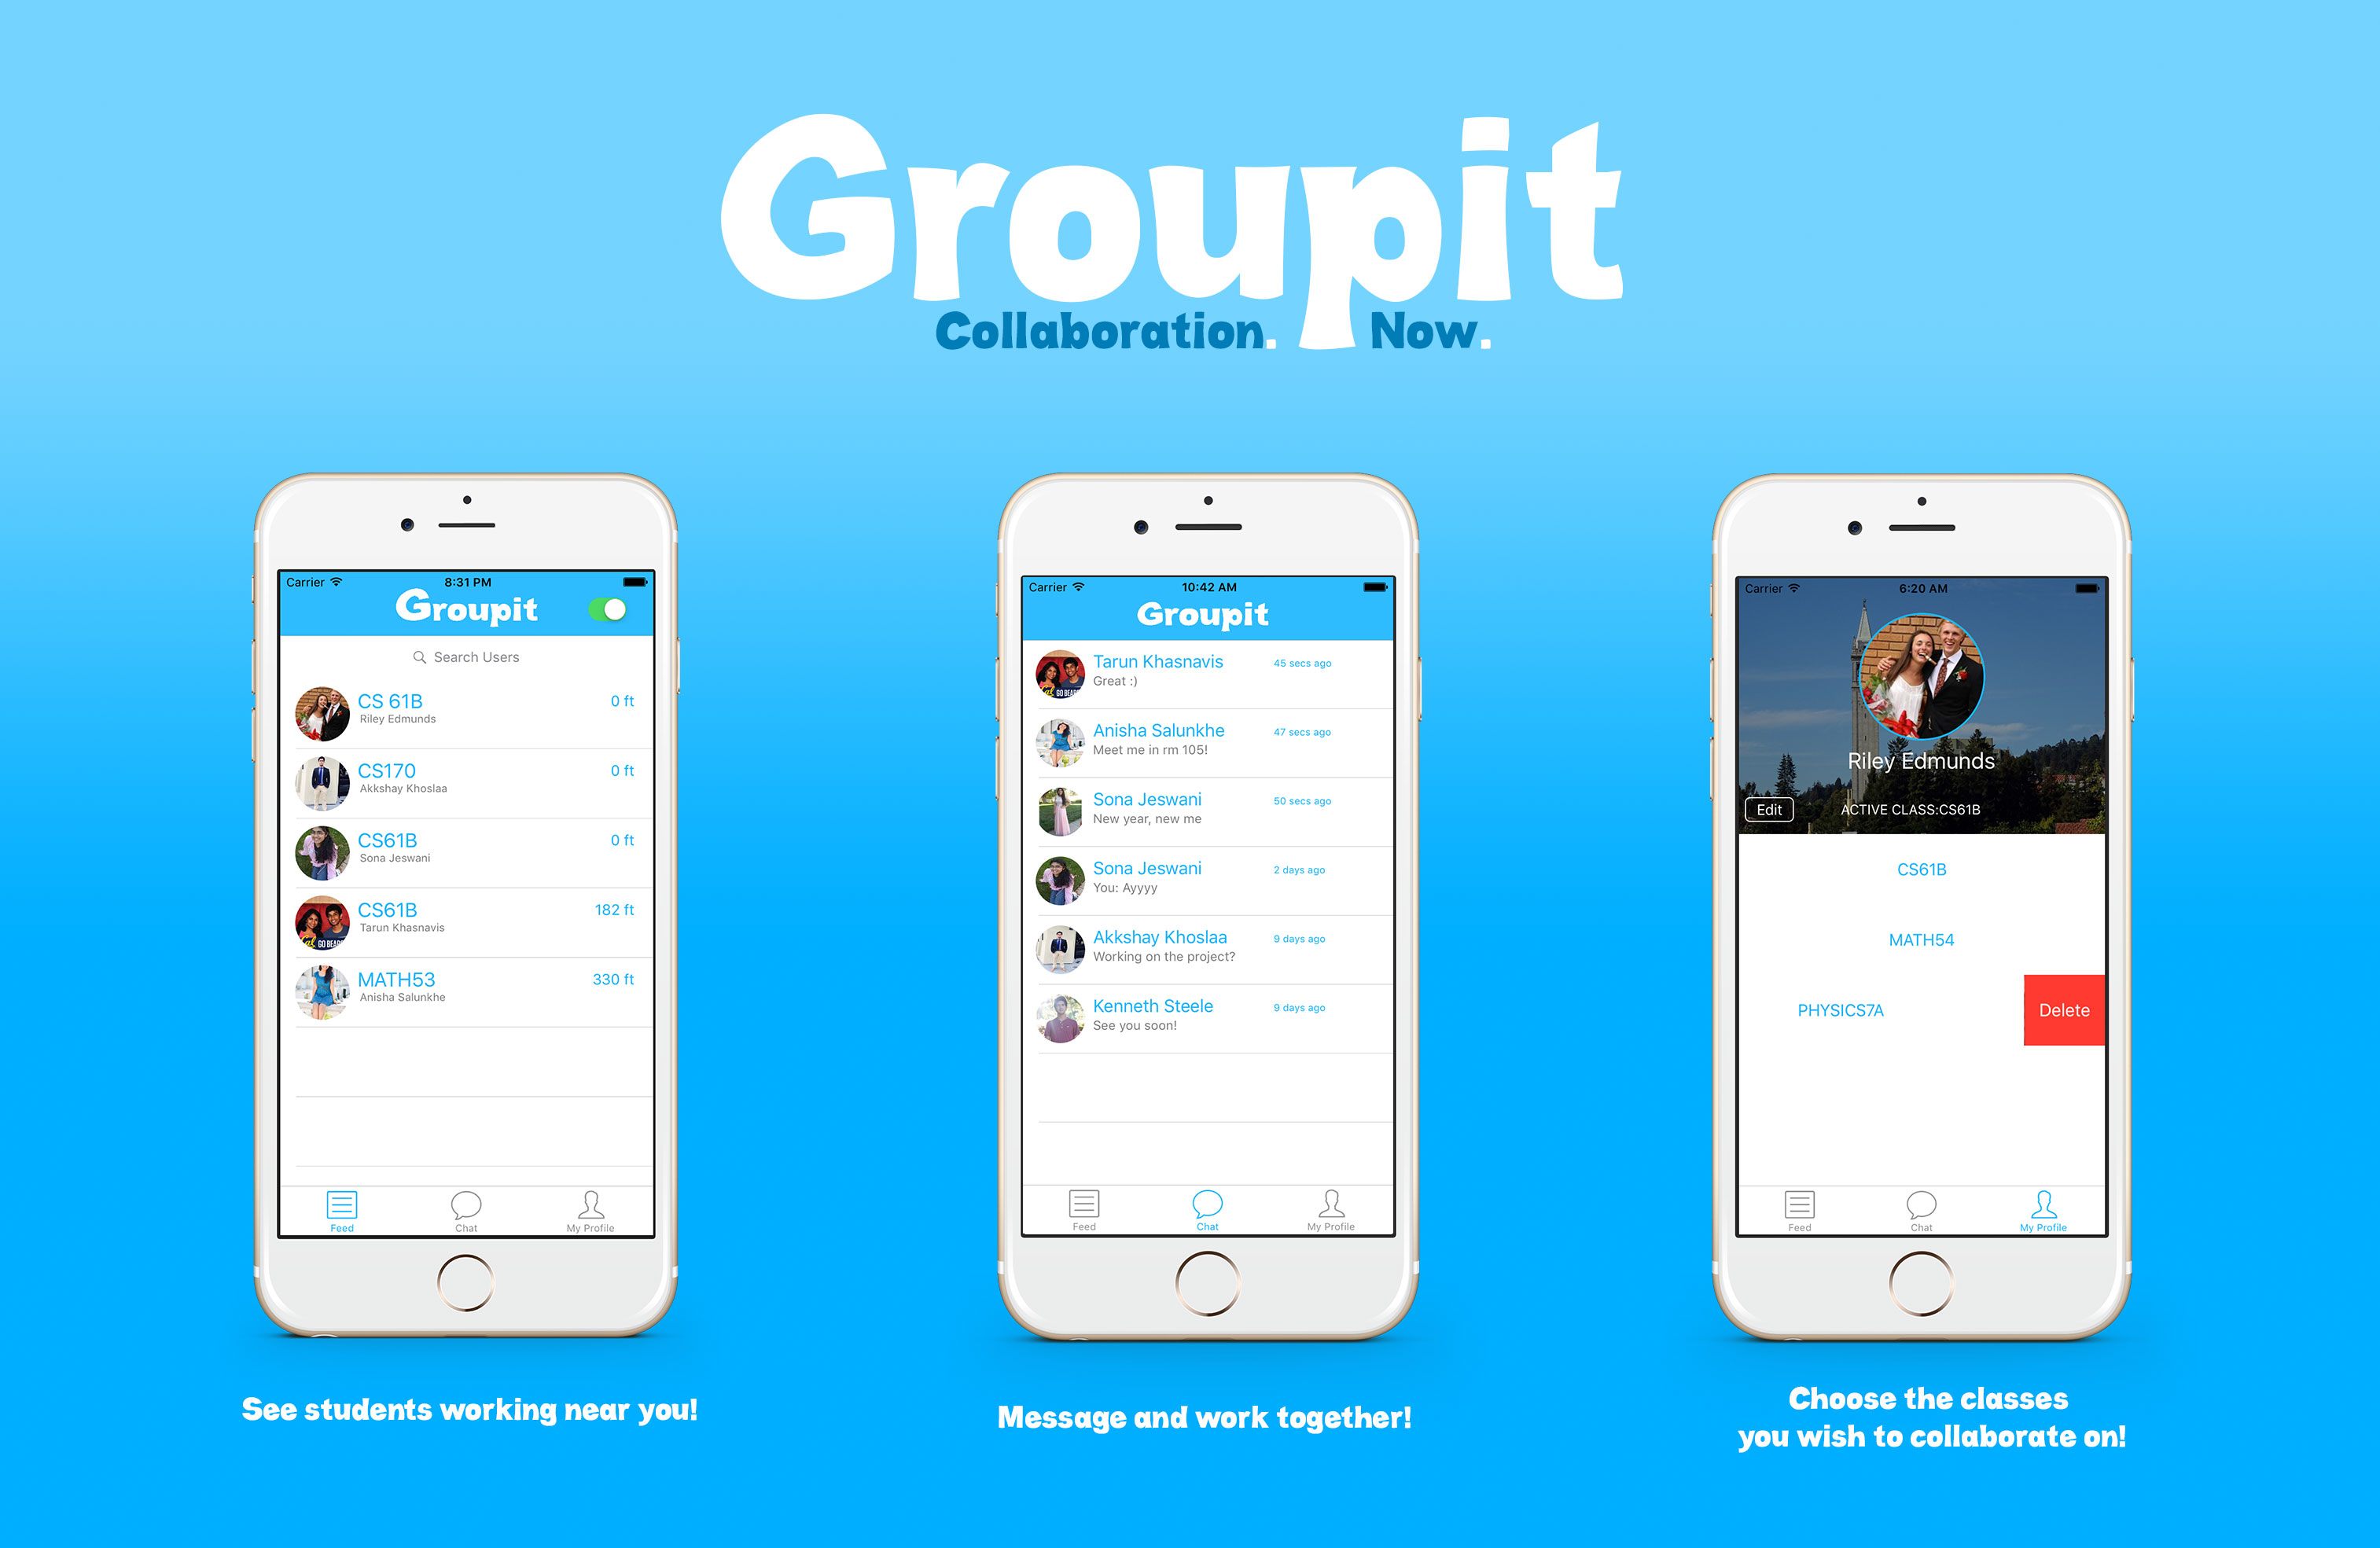 Groupit
Collaboration. Now.
Carrier 8:31 PM
Groupit
Search Users
CS 61B 0 ft
Riley Edmunds
CS170 0 ft
Akkshay Khoslaa
CS61B 0 ft
Sona Jeswani
CS61B 182 ft
Tarun Khasnavis
GO BEAR
MATH53 330 ft
Anisha Salunkhe
Feed Chat My Profile
See students working near you!
Carrier 10:42 AM
Groupit
Tarun Khasnavis 45 secs ago
Great :)
GO BEAR
Anisha Salunkhe 47 secs ago
Meet me in rm 105!
Sona Jeswani 50 secs ago
New year, new me
Sona Jeswani 2 days ago
You: Ayyyy
Akkshay Khoslaa 9 days ago
Working on the project?
Kenneth Steele 9 days ago
See you soon!
Feed Chat My Profile
Message and work together!
Carrier 6:20 AM
Riley Edmunds
Edit ACTIVE CLASS:CS61B
CS61B
MATH54
PHYSICS7A Delete
Feed Chat My Profile
Choose the classes
you wish to collaborate on!